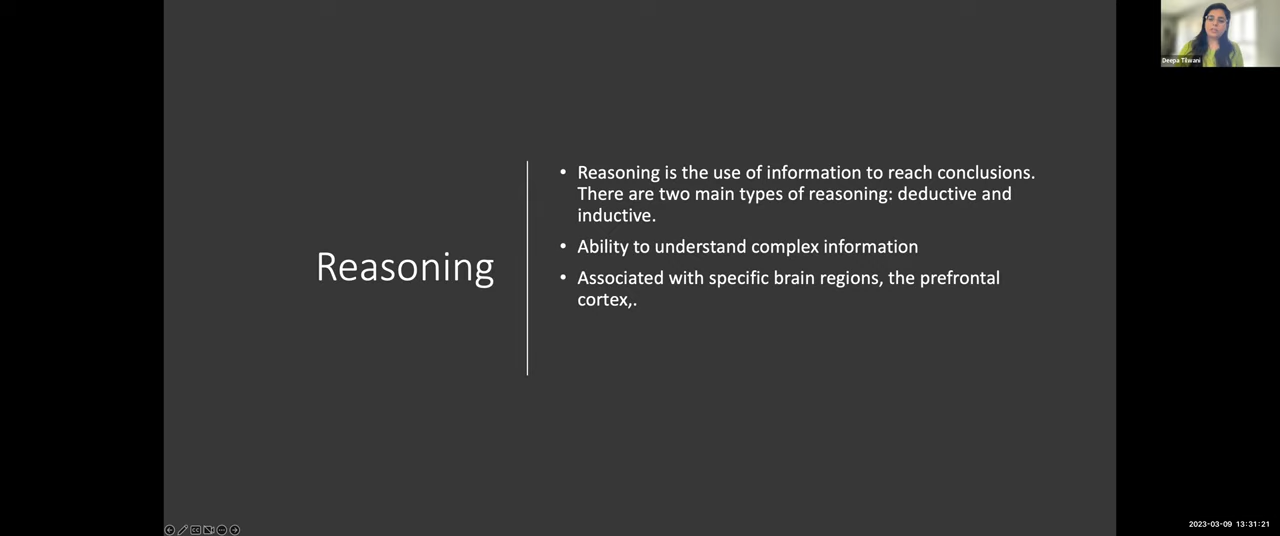 Deepa Tilwani
Reasoning
• Reasoning is the use of information to reach conclusions.
There are two main types of reasoning: deductive and
inductive.
• Ability to understand complex information
• Associated with specific brain regions, the prefrontal
cortex,.
2023-03-09 13:31:21